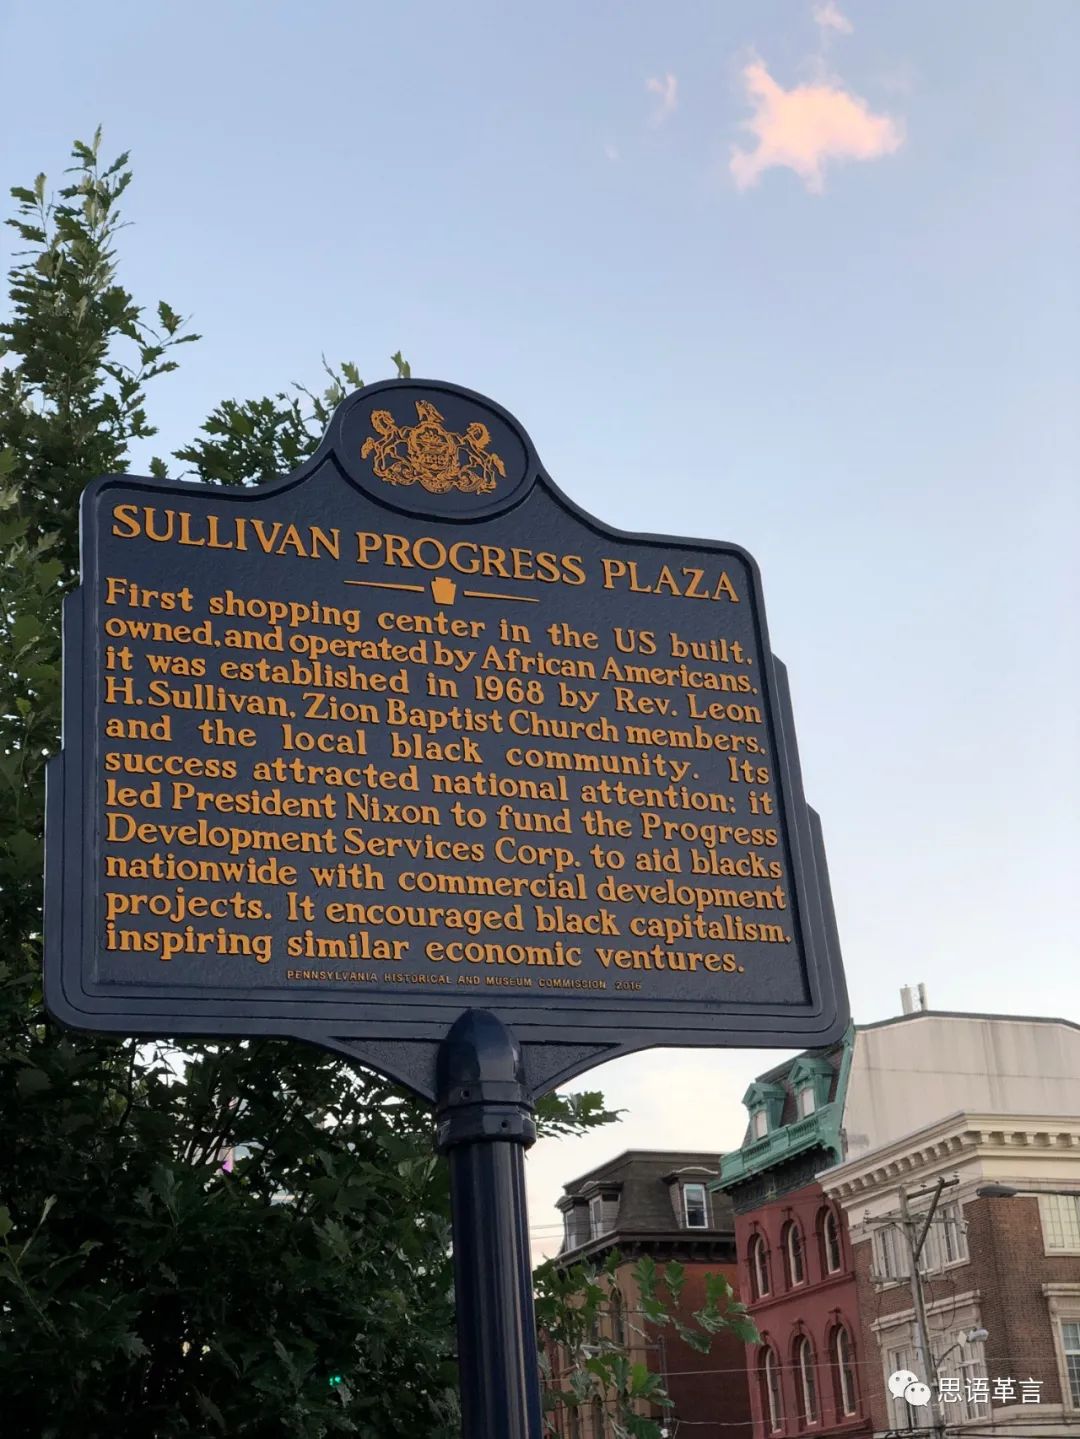 SULLIVAN PROGRESS PLAZA
First shopping center in the US built,
owned, and operated by African Americans,
it was established in 1968 by Rev. Leon
H. Sullivan, Zion Baptist Church members,
and the local black community. Its
success attracted national attention; it
led President Nixon to fund the Progress
Development Services Corp. to aid blacks
nationwide with commercial development
projects. It encouraged black capitalism,
inspiring similar economic ventures.
PENNSYLVANIA HISTORICAL AND MUSEUM COMMISSION 2016
思语革言